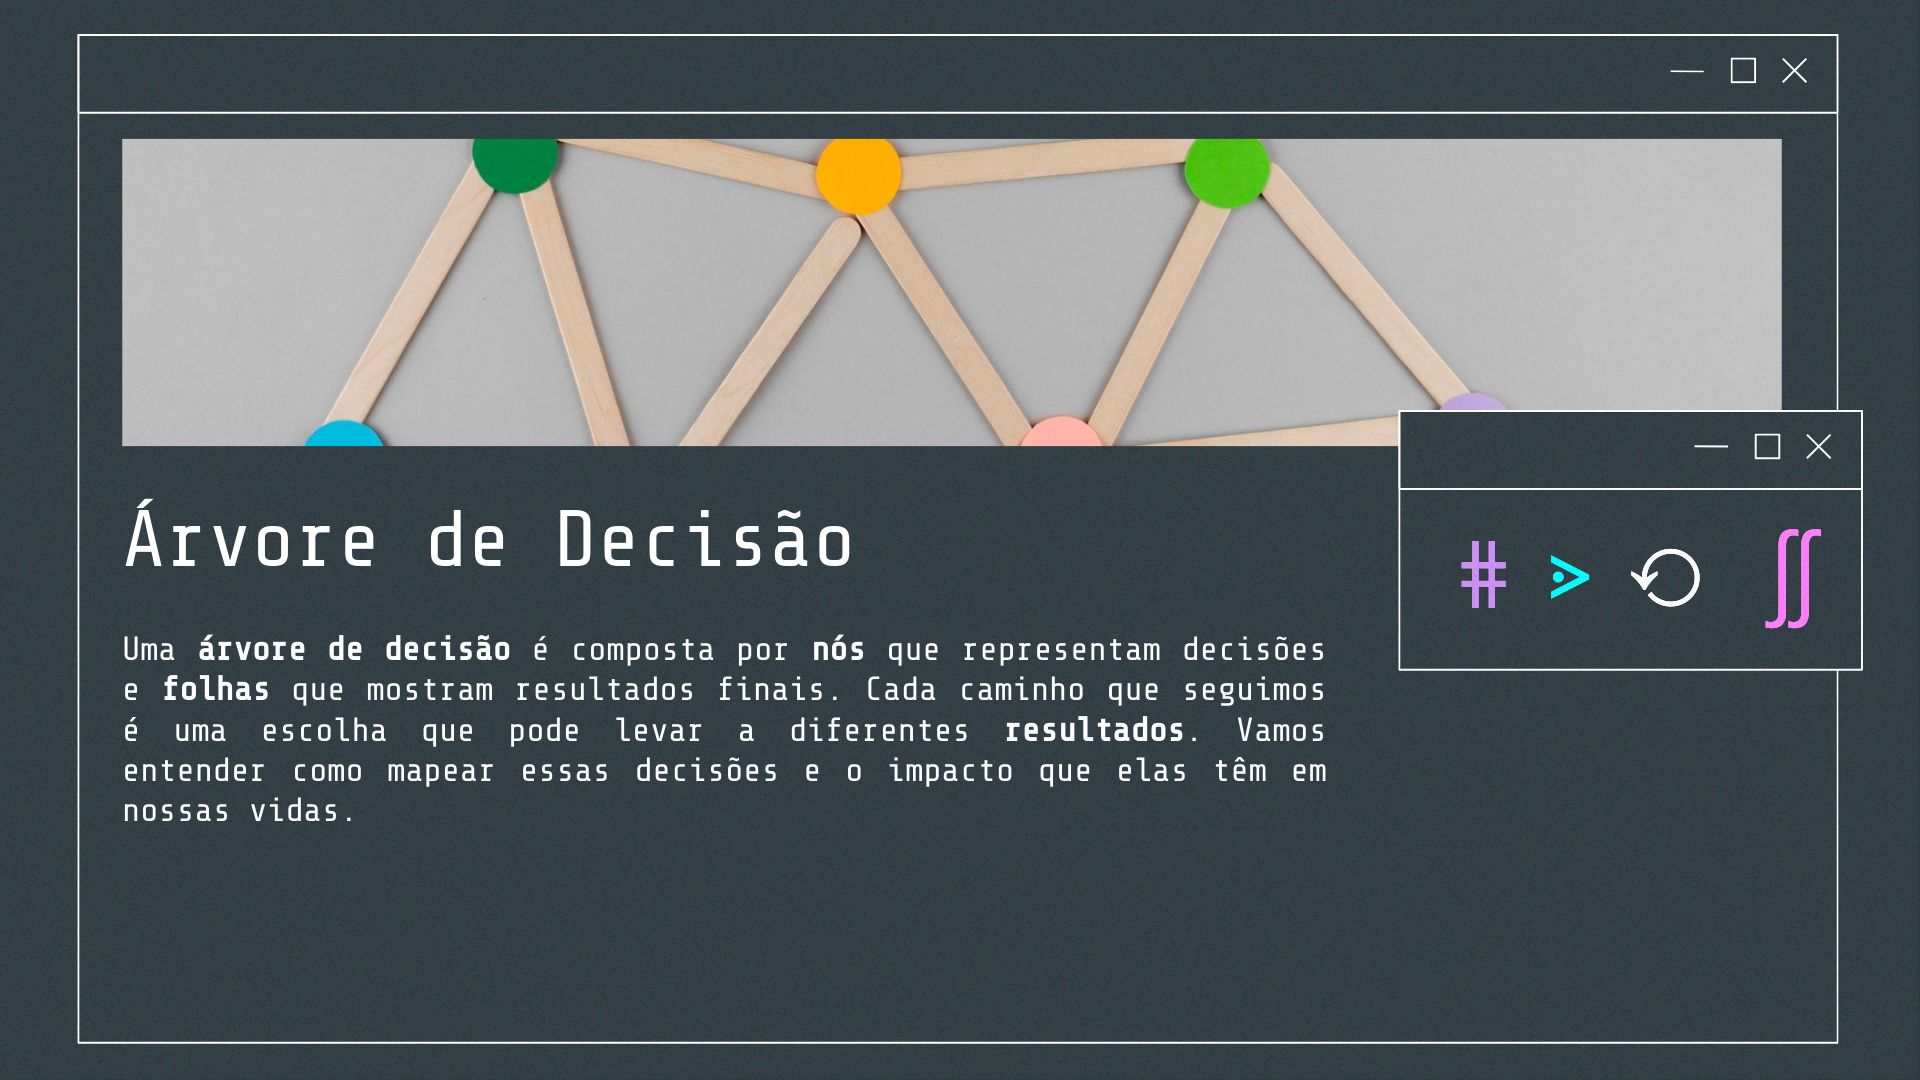 Árvore de Decisão
Uma árvore de decisão é composta por nós que representam decisões
e folhas que mostram resultados finais. Cada caminho que seguimos
é uma escolha que pode levar a diferentes resultados. Vamos
entender como mapear essas decisões e o impacto que elas têm em
nossas vidas.